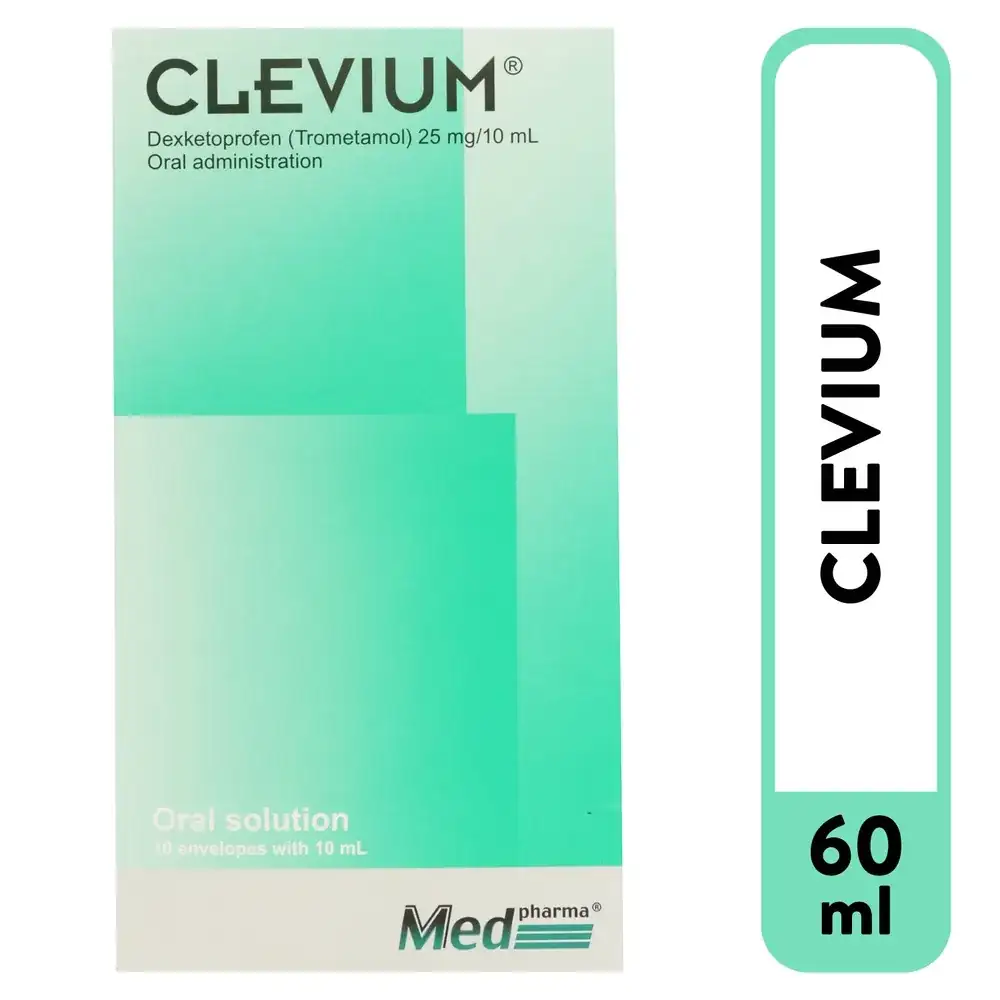 CLEVIUM®
Dexketoprofen (Trometamol) 25 mg/10 mL
Oral administration
Oral solution
10 envelopes with 10 mL
Med pharma®
CLEVIUM
60
ml